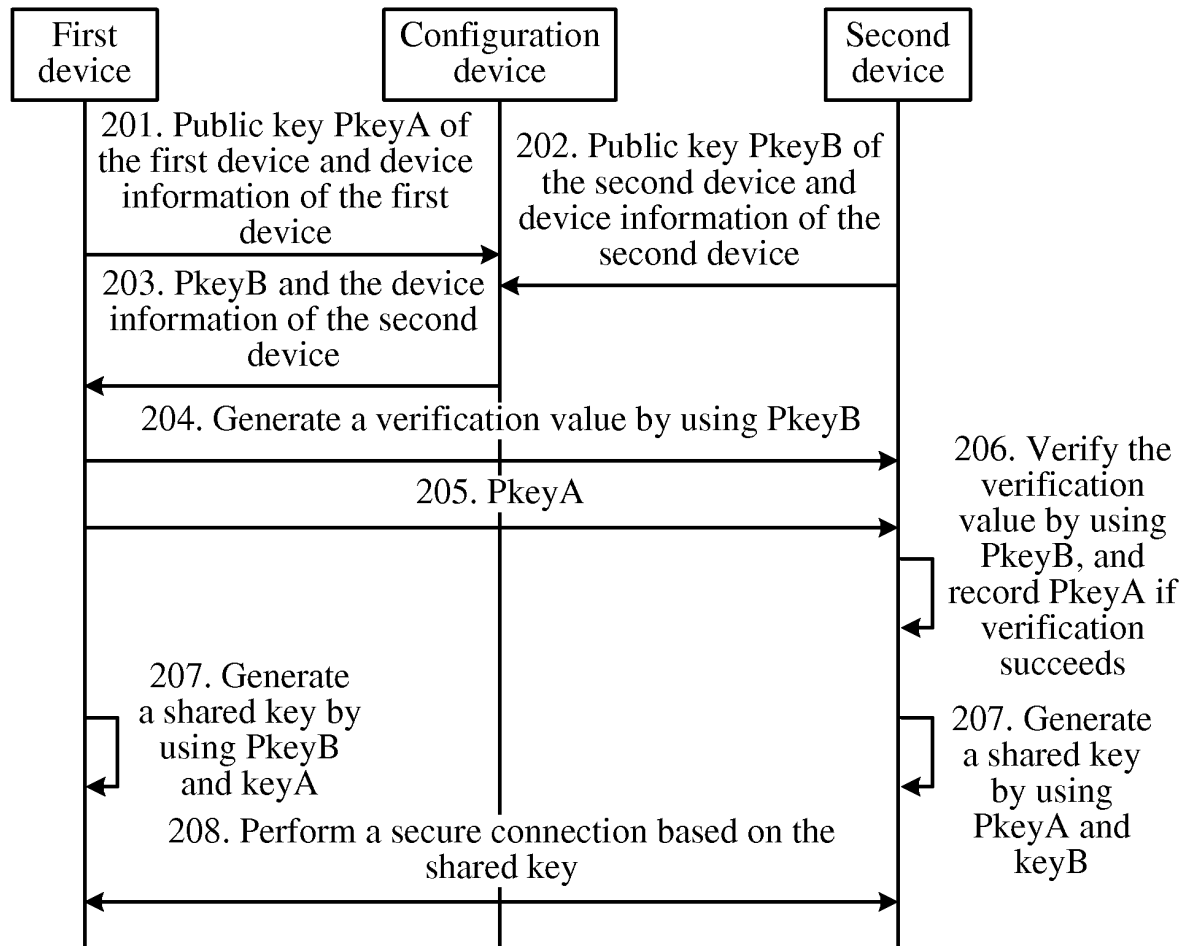 First
device
Configuration
device
Second
device
201. Public key PkeyA of
the first device and device
information of the first
device
202. Public key PkeyB of
the second device and
device information of the
second device
203. PkeyB and the device
information of the second
device
204. Generate a verification value by using PkeyB
205. PkeyA
206. Verify the
verification
value by using
PkeyB, and
record PkeyA if
verification
succeeds
207. Generate
a shared key by
using PkeyB
and keyA
207. Generate
a shared key
by using
PkeyA and
keyB
208. Perform a secure connection based on the
shared key